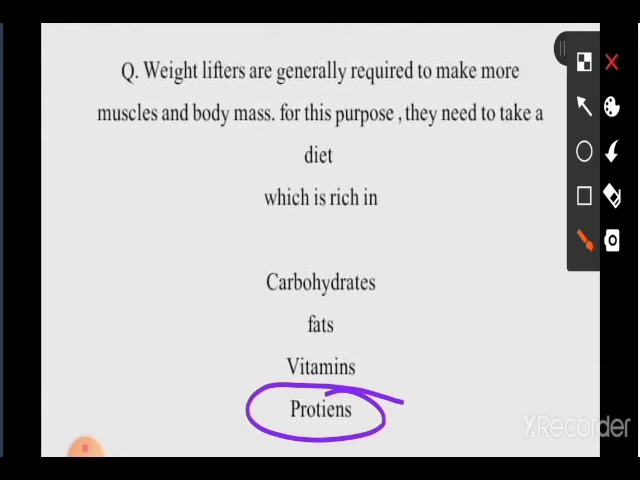 Q. Weight lifters are generally required to make more
muscles and body mass. for this purpose , they need to take a
diet
which is rich in
Carbohydrates
fats
Vitamins
Protiens
XRecorder